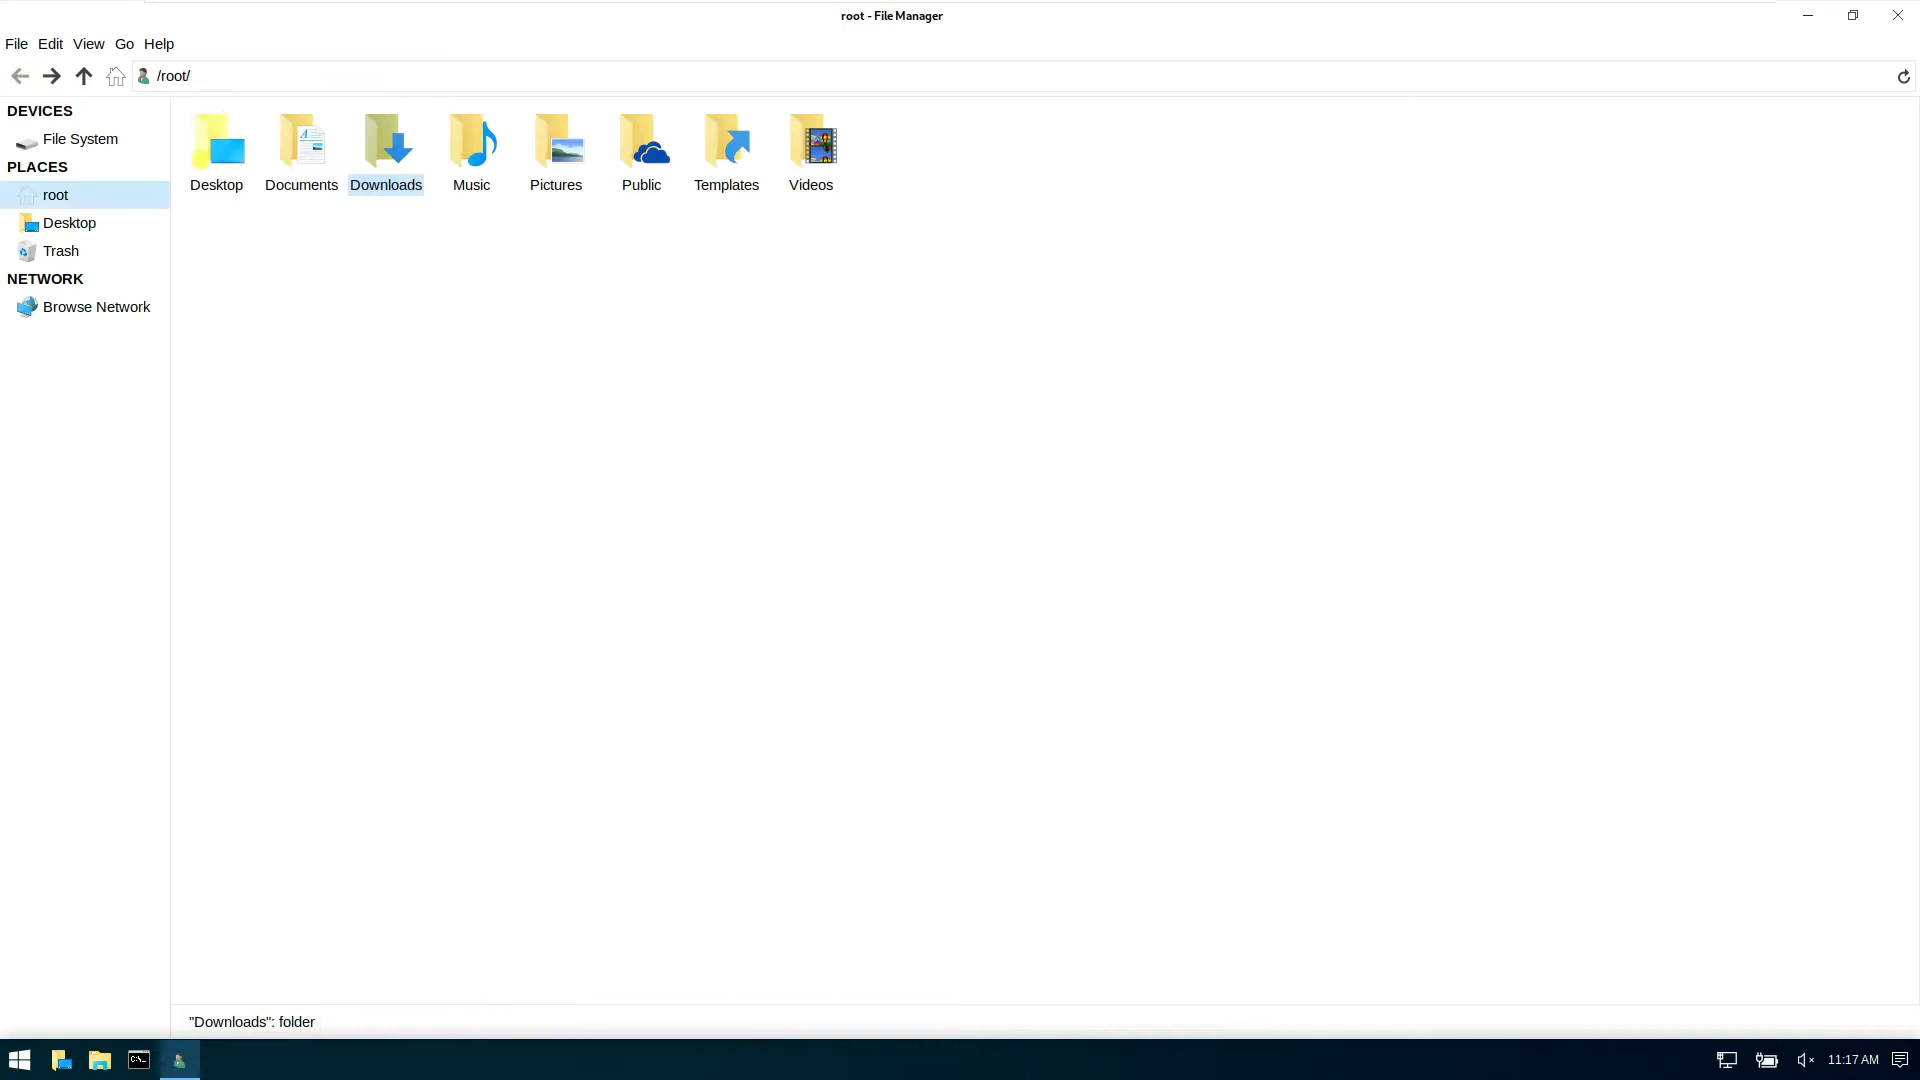 root - File Manager
File Edit View Go Help
/root/
DEVICES
File System
PLACES
root
Desktop
Trash
NETWORK
Browse Network
Desktop Documents Downloads Music Pictures Public Templates Videos
"Downloads": folder
11:17 AM